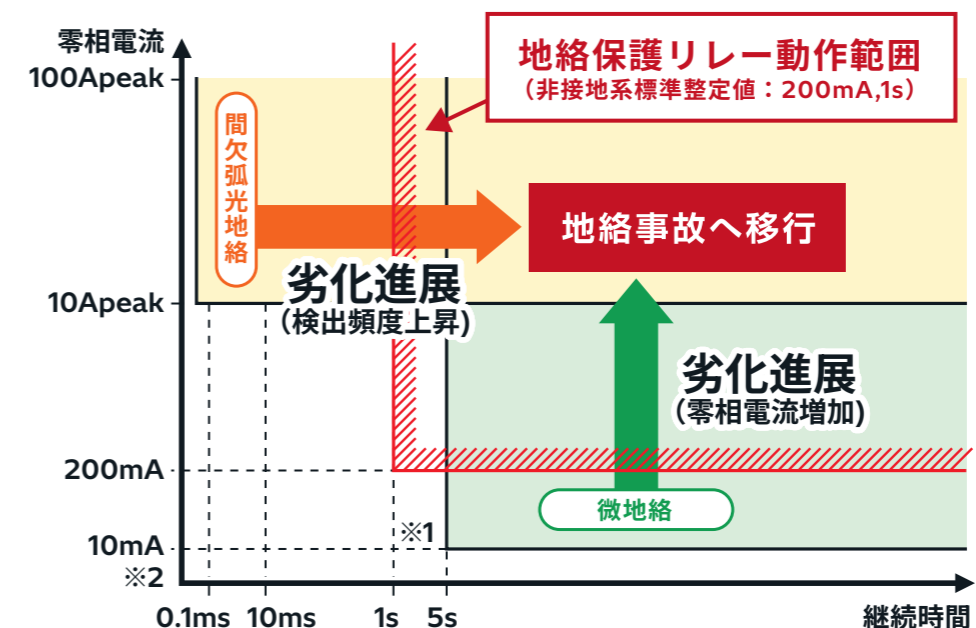 零相電流
100Apeak
地絡保護リレー動作範囲
（非接地系標準整定値：200mA,1s）
間欠弧光地絡
地絡事故へ移行
劣化進展
（検出頻度上昇）
10Apeak
劣化進展
（零相電流増加）
200mA
微地絡
※1
10mA
※2
0.1ms 10ms 1s 5s
継続時間